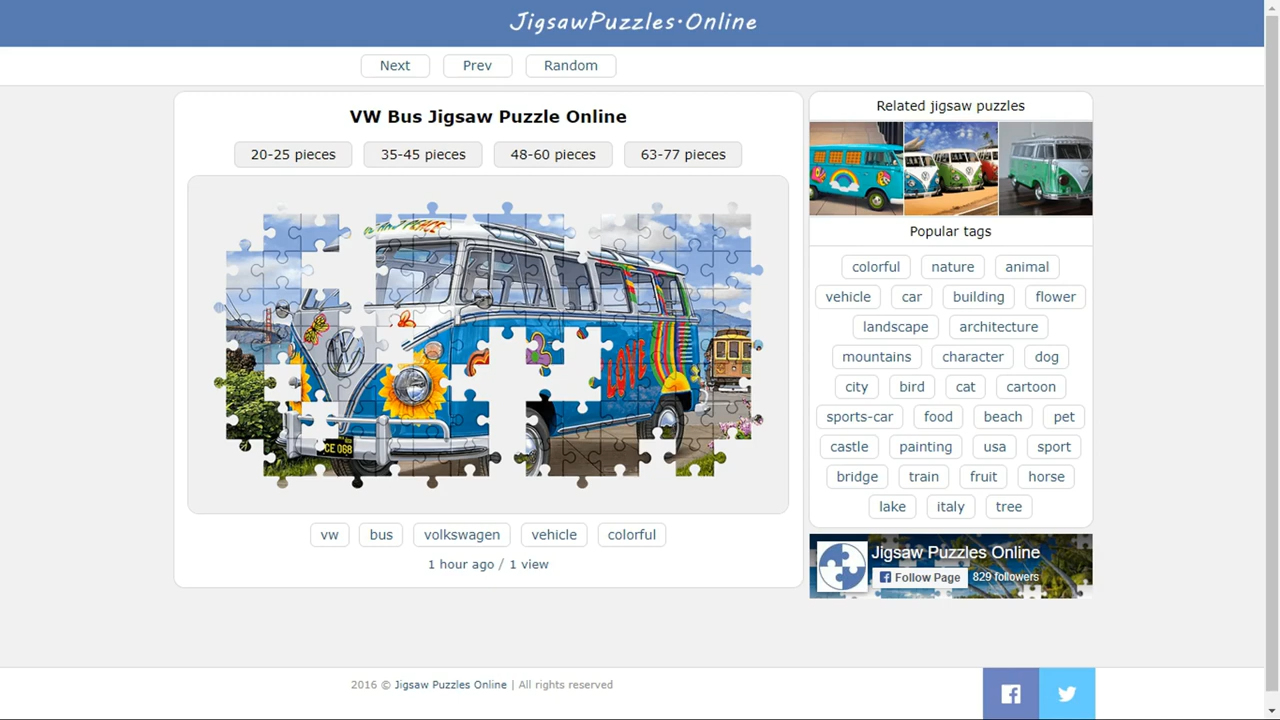 JigsawPuzzles·Online
Next Prev Random
VW Bus Jigsaw Puzzle Online
20-25 pieces 35-45 pieces 48-60 pieces 63-77 pieces
LOVE
CE 068
vw bus volkswagen vehicle colorful
1 hour ago / 1 view
Related jigsaw puzzles
Popular tags
colorful nature animal
vehicle car building flower
landscape architecture
mountains character dog
city bird cat cartoon
sports-car food beach pet
castle painting usa sport
bridge train fruit horse
lake italy tree
Jigsaw Puzzles Online
Follow Page 829 followers
2016 © Jigsaw Puzzles Online | All rights reserved